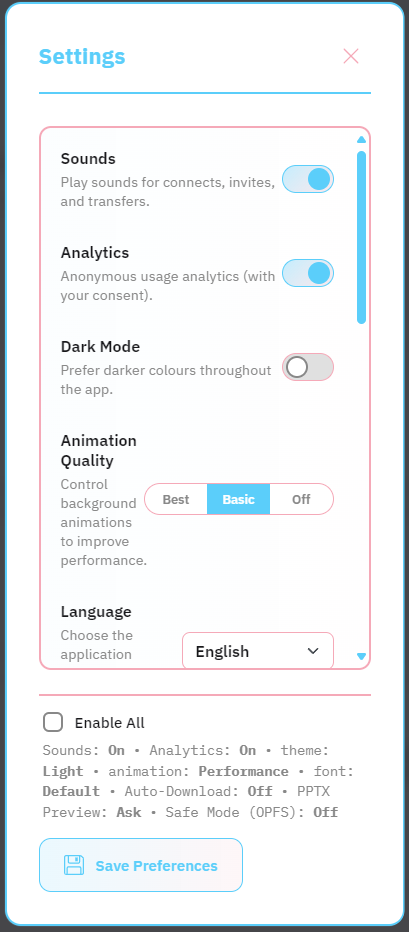 Settings
Sounds
Play sounds for connects, invites,
and transfers.
Analytics
Anonymous usage analytics (with
your consent).
Dark Mode
Prefer darker colours throughout
the app.
Animation
Quality
Control
background
animations
to improve
performance.
Best Basic Off
Language
Choose the
application
English
Enable All
Sounds: On • Analytics: On • theme:
Light • animation: Performance • font:
Default • Auto-Download: Off • PPTX
Preview: Ask • Safe Mode (OPFS): Off
Save Preferences